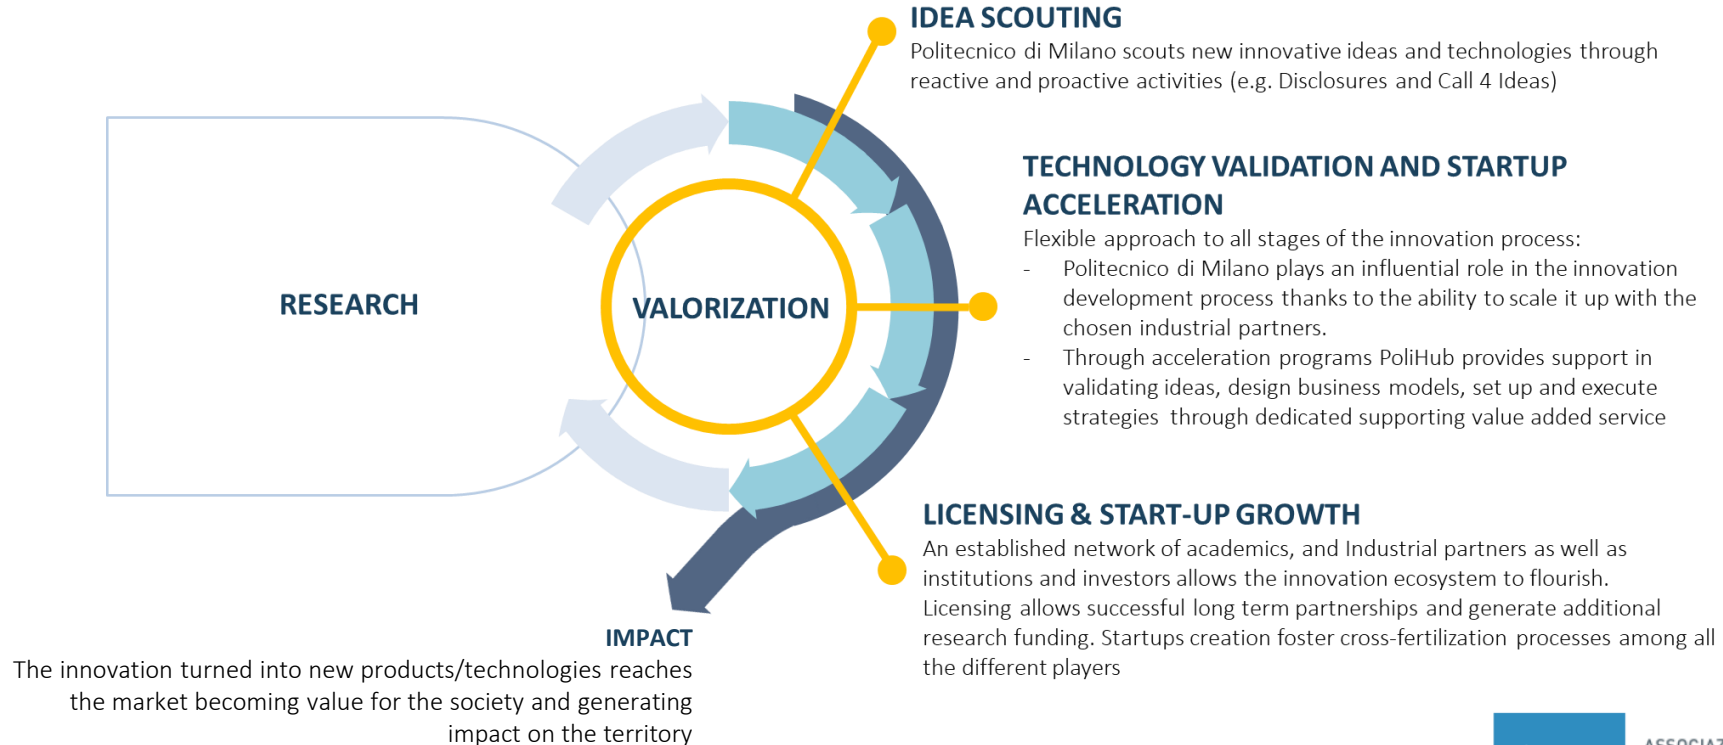 IDEA SCOUTING
Politecnico di Milano scouts new innovative ideas and technologies through
reactive and proactive activities (e.g. Disclosures and Call 4 Ideas)
TECHNOLOGY VALIDATION AND STARTUP
ACCELERATION
Flexible approach to all stages of the innovation process:
- Politecnico di Milano plays an influential role in the innovation
development process thanks to the ability to scale it up with the
chosen industrial partners.
- Through acceleration programs PoliHub provides support in
validating ideas, design business models, set up and execute
strategies through dedicated supporting value added service
RESEARCH
VALORIZATION
LICENSING & START-UP GROWTH
An established network of academics, and Industrial partners as well as
institutions and investors allows the innovation ecosystem to flourish.
Licensing allows successful long term partnerships and generate additional
research funding. Startups creation foster cross-fertilization processes among all
the different players
IMPACT
The innovation turned into new products/technologies reaches
the market becoming value for the society and generating
impact on the territory